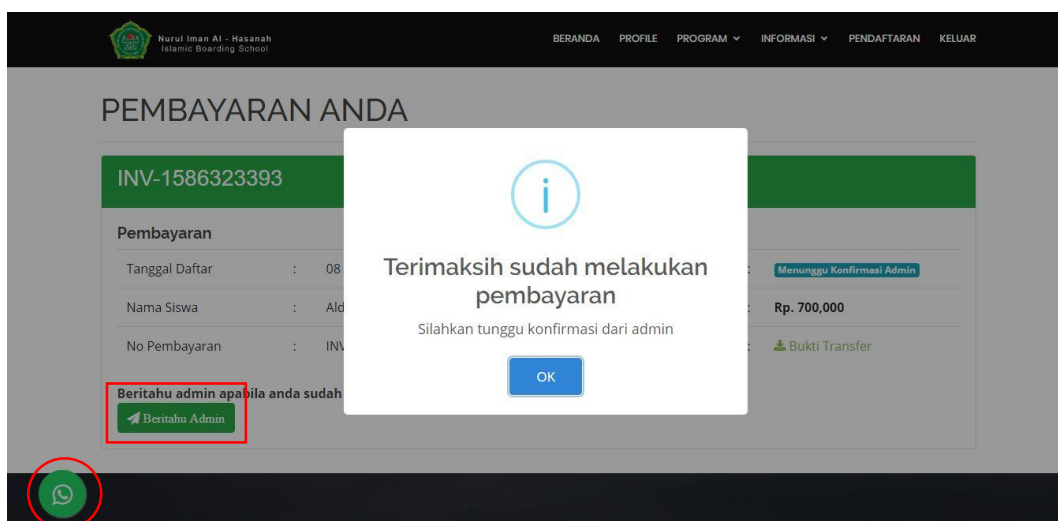 Nurul Iman Al - Hasanah
Islamic Boarding School
BERANDA PROFILE PROGRAM INFORMASI PENDAFTARAN KELUAR
PEMBAYARAN ANDA
INV-1586323393
Pembayaran
Tanggal Daftar : 08 : Menunggu Konfirmasi Admin
Nama Siswa : Ald : Rp. 700,000
No Pembayaran : INV : Bukti Transfer
Beritahu admin apabila anda sudah
Beritahu Admin
i
Terimaksih sudah melakukan
pembayaran
Silahkan tunggu konfirmasi dari admin
OK